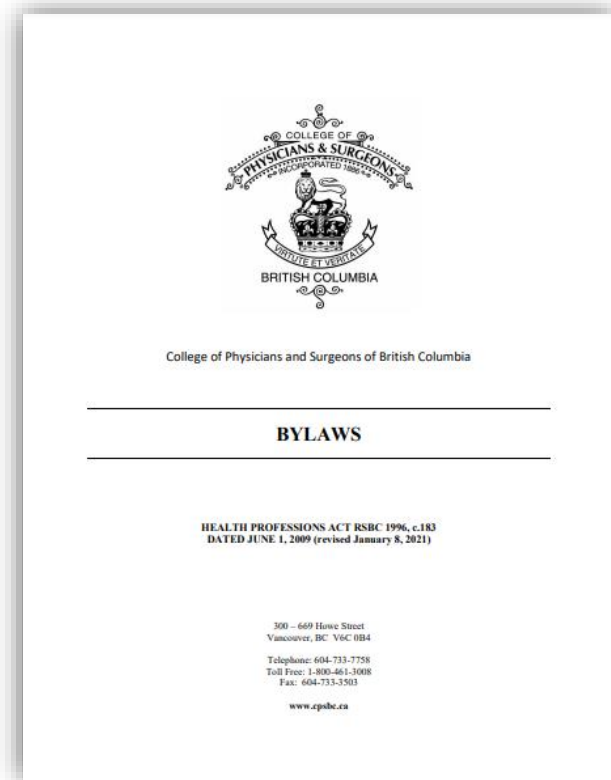 COLLEGE OF
PHYSICIANS & SURGEONS
INCORPORATED 1886
VIRTUTE ET VERITATE
BRITISH COLUMBIA
College of Physicians and Surgeons of British Columbia
BYLAWS
HEALTH PROFESSIONS ACT RSBC 1996, c.183
DATED JUNE 1, 2009 (revised January 8, 2021)
300 – 669 Howe Street
Vancouver, BC V6C 0B4
Telephone: 604-733-7758
Toll Free: 1-800-461-3008
Fax: 604-733-3503
www.cpsbc.ca